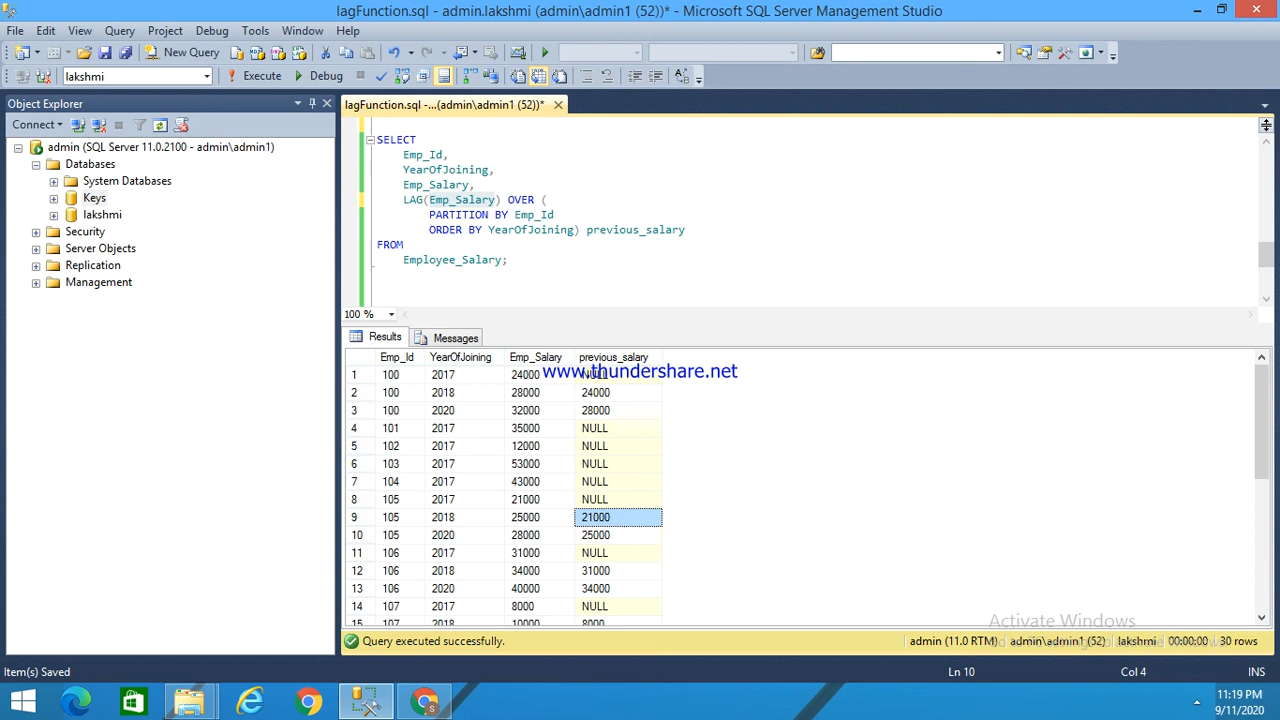 lagFunction.sql - admin.lakshmi (admin\admin1 (52))* - Microsoft SQL Server Management Studio
File Edit View Query Project Debug Tools Window Help
New Query
lakshmi Execute Debug
Object Explorer
Connect
admin (SQL Server 11.0.2100 - admin\admin1)
Databases
System Databases
Keys
lakshmi
Security
Server Objects
Replication
Management
lagFunction.sql -...(admin\admin1 (52))*
SELECT
Emp_Id,
YearOfJoining,
Emp_Salary,
LAG(Emp_Salary) OVER (
PARTITION BY Emp_Id
ORDER BY YearOfJoining) previous_salary
FROM
Employee_Salary;
100 %
Results Messages
Emp_Id YearOfJoining Emp_Salary previous_salary
www.thundershare.net
1 100 2017 24000 NULL
2 100 2018 28000 24000
3 100 2020 32000 28000
4 101 2017 35000 NULL
5 102 2017 12000 NULL
6 103 2017 53000 NULL
7 104 2017 43000 NULL
8 105 2017 21000 NULL
9 105 2018 25000 21000
10 105 2020 28000 25000
11 106 2017 31000 NULL
12 106 2018 34000 31000
13 106 2020 40000 34000
14 107 2017 8000 NULL
15 107 2018 10000 8000
Activate Windows
Query executed successfully. admin (11.0 RTM) admin\admin1 (52) lakshmi 00:00:00 30 rows
Item(s) Saved Ln 10 Col 4 INS
11:19 PM
9/11/2020